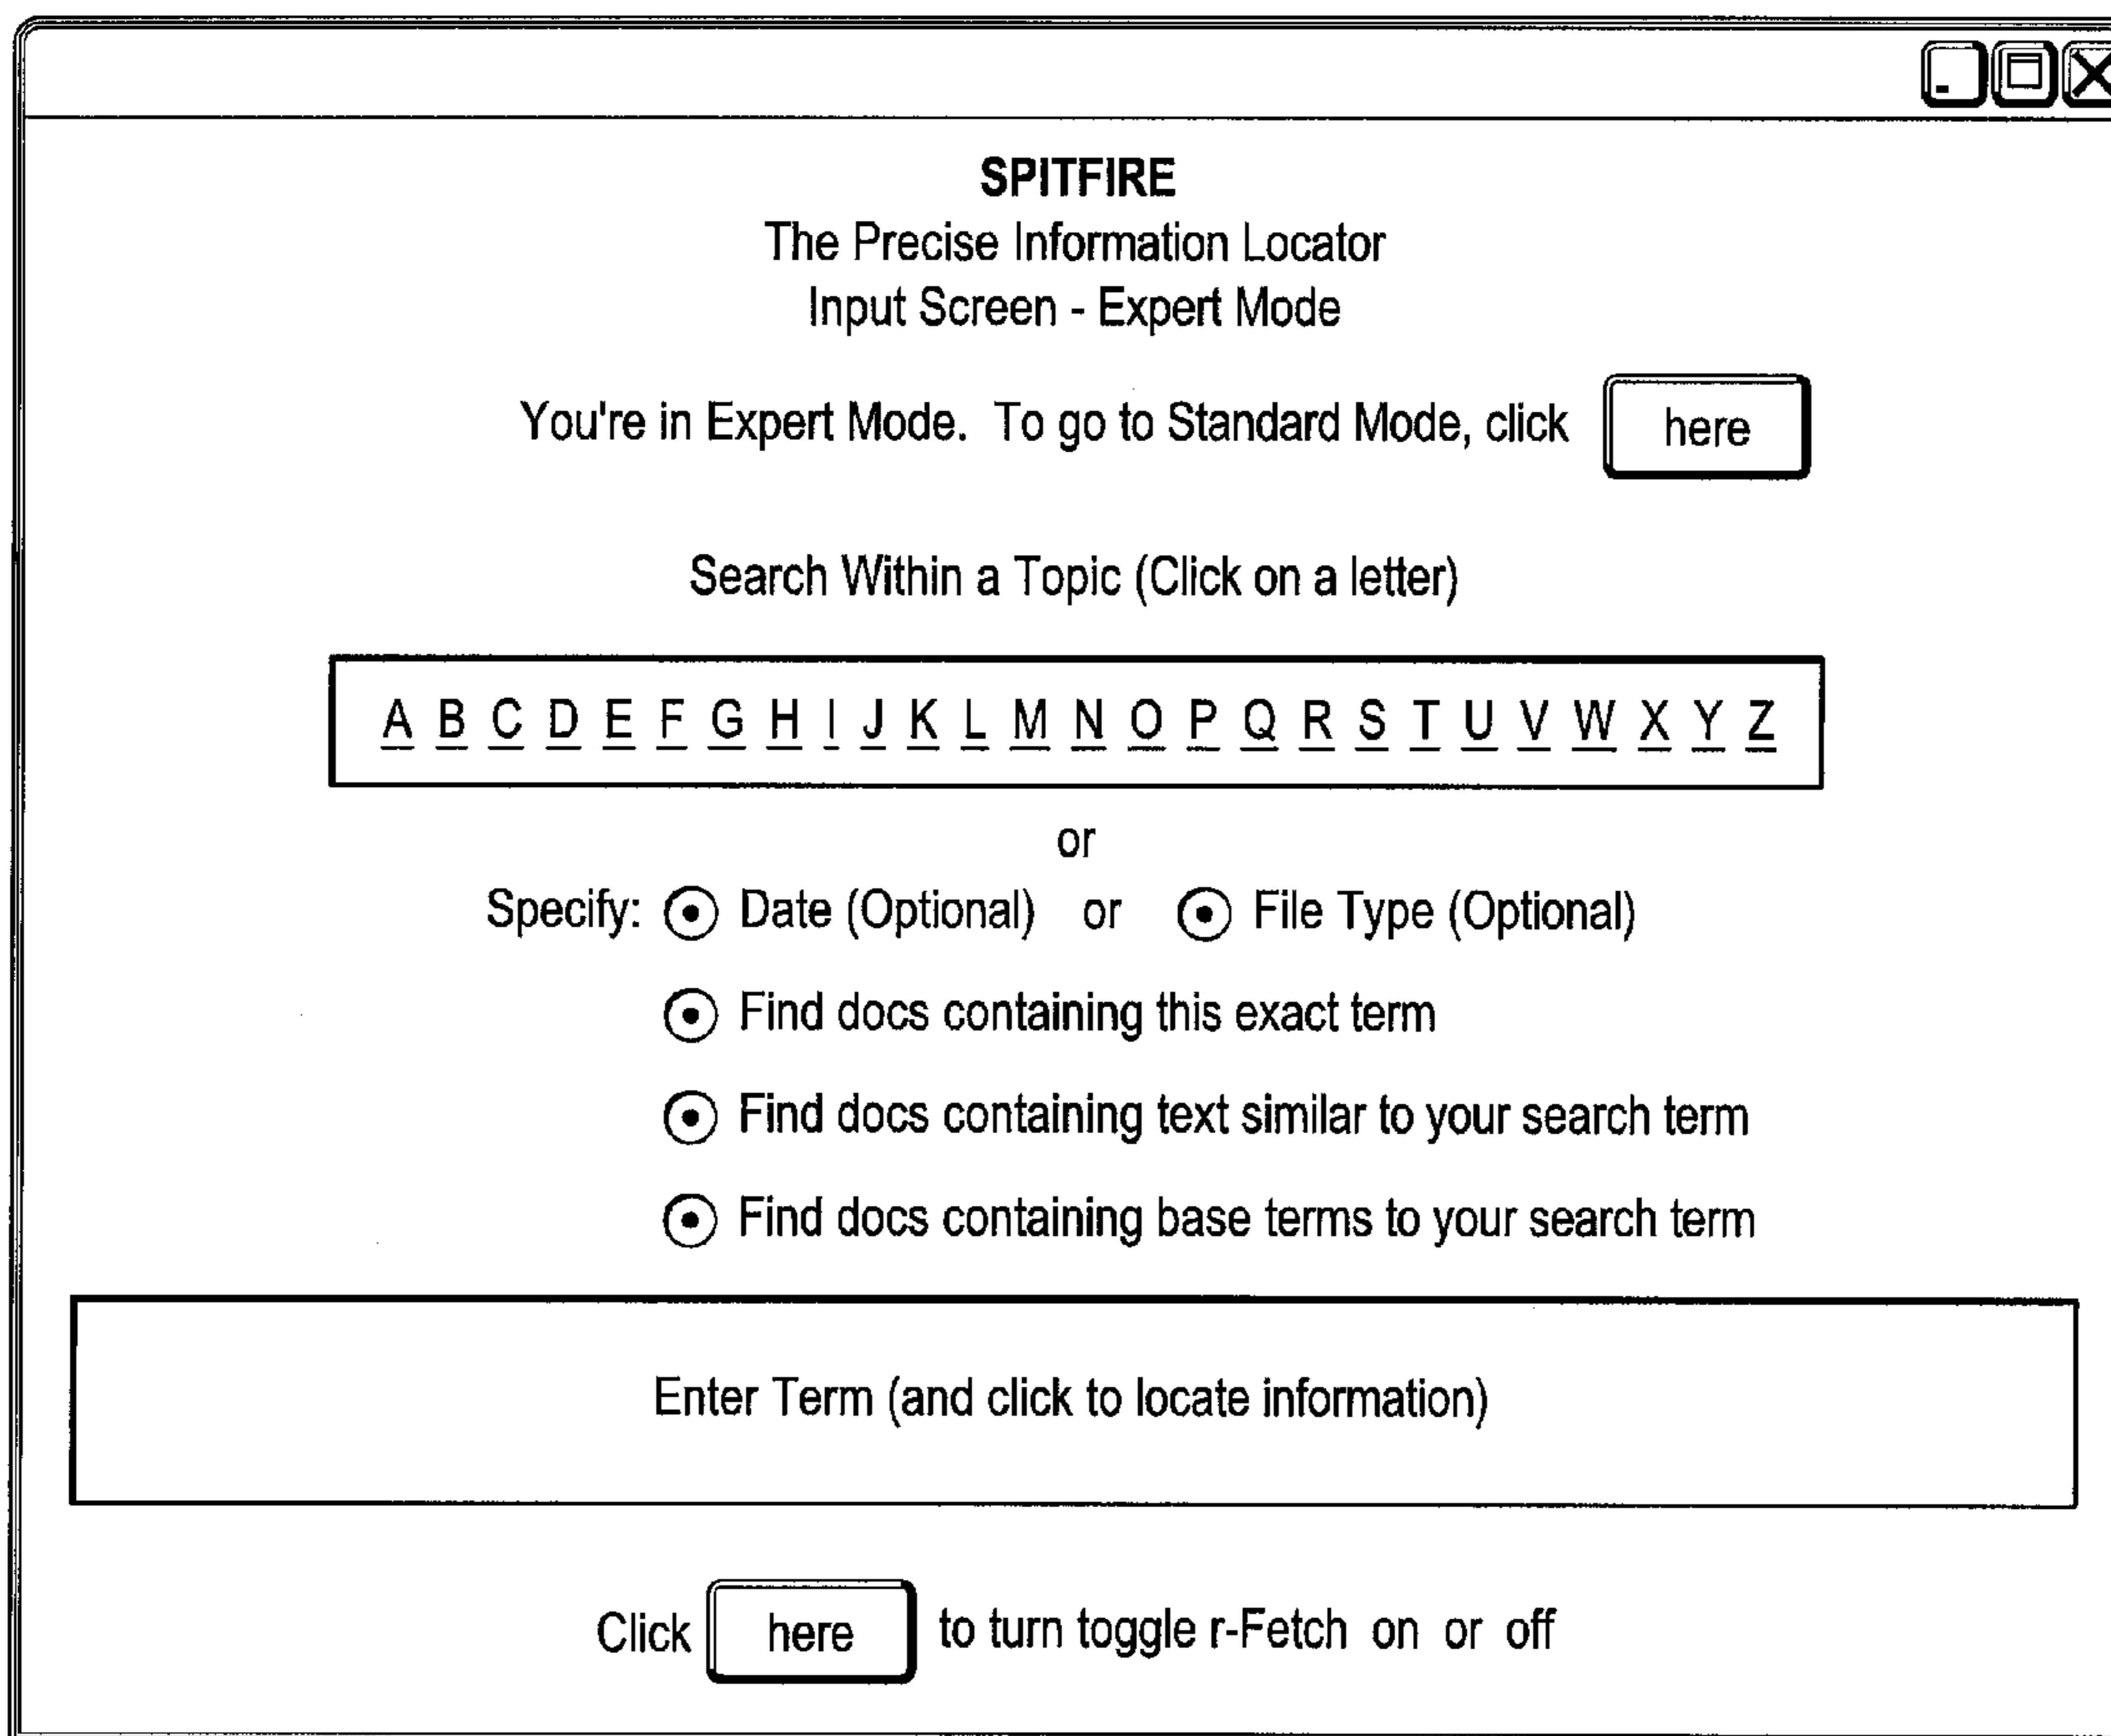 SPITFIRE
The Precise Information Locator
Input Screen - Expert Mode
You're in Expert Mode. To go to Standard Mode, click here
Search Within a Topic (Click on a letter)
A B C D E F G H I J K L M N O P Q R S T U V W X Y Z
or
Specify: Date (Optional) or File Type (Optional)
Find docs containing this exact term
Find docs containing text similar to your search term
Find docs containing base terms to your search term
Enter Term (and click to locate information)
Click here to turn toggle r-Fetch on or off